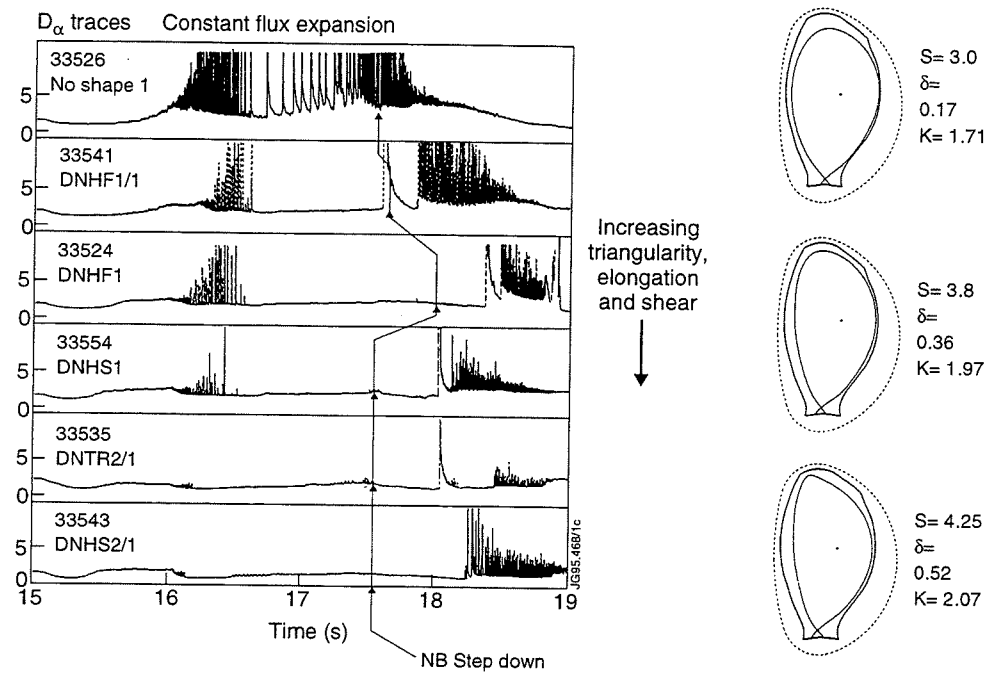 Dα traces Constant flux expansion
33526
No shape 1
5
0
33541
DNHF1/1
5
0
33524
DNHF1
5
0
33554
DNHS1
5
0
33535
DNTR2/1
5
0
33543
DNHS2/1
5
0
15 16 17 18 19
Time (s)
NB Step down
JG95.468/1c
Increasing
triangularity,
elongation
and shear
S= 3.0
δ=
0.17
K= 1.71
S= 3.8
δ=
0.36
K= 1.97
S= 4.25
δ=
0.52
K= 2.07